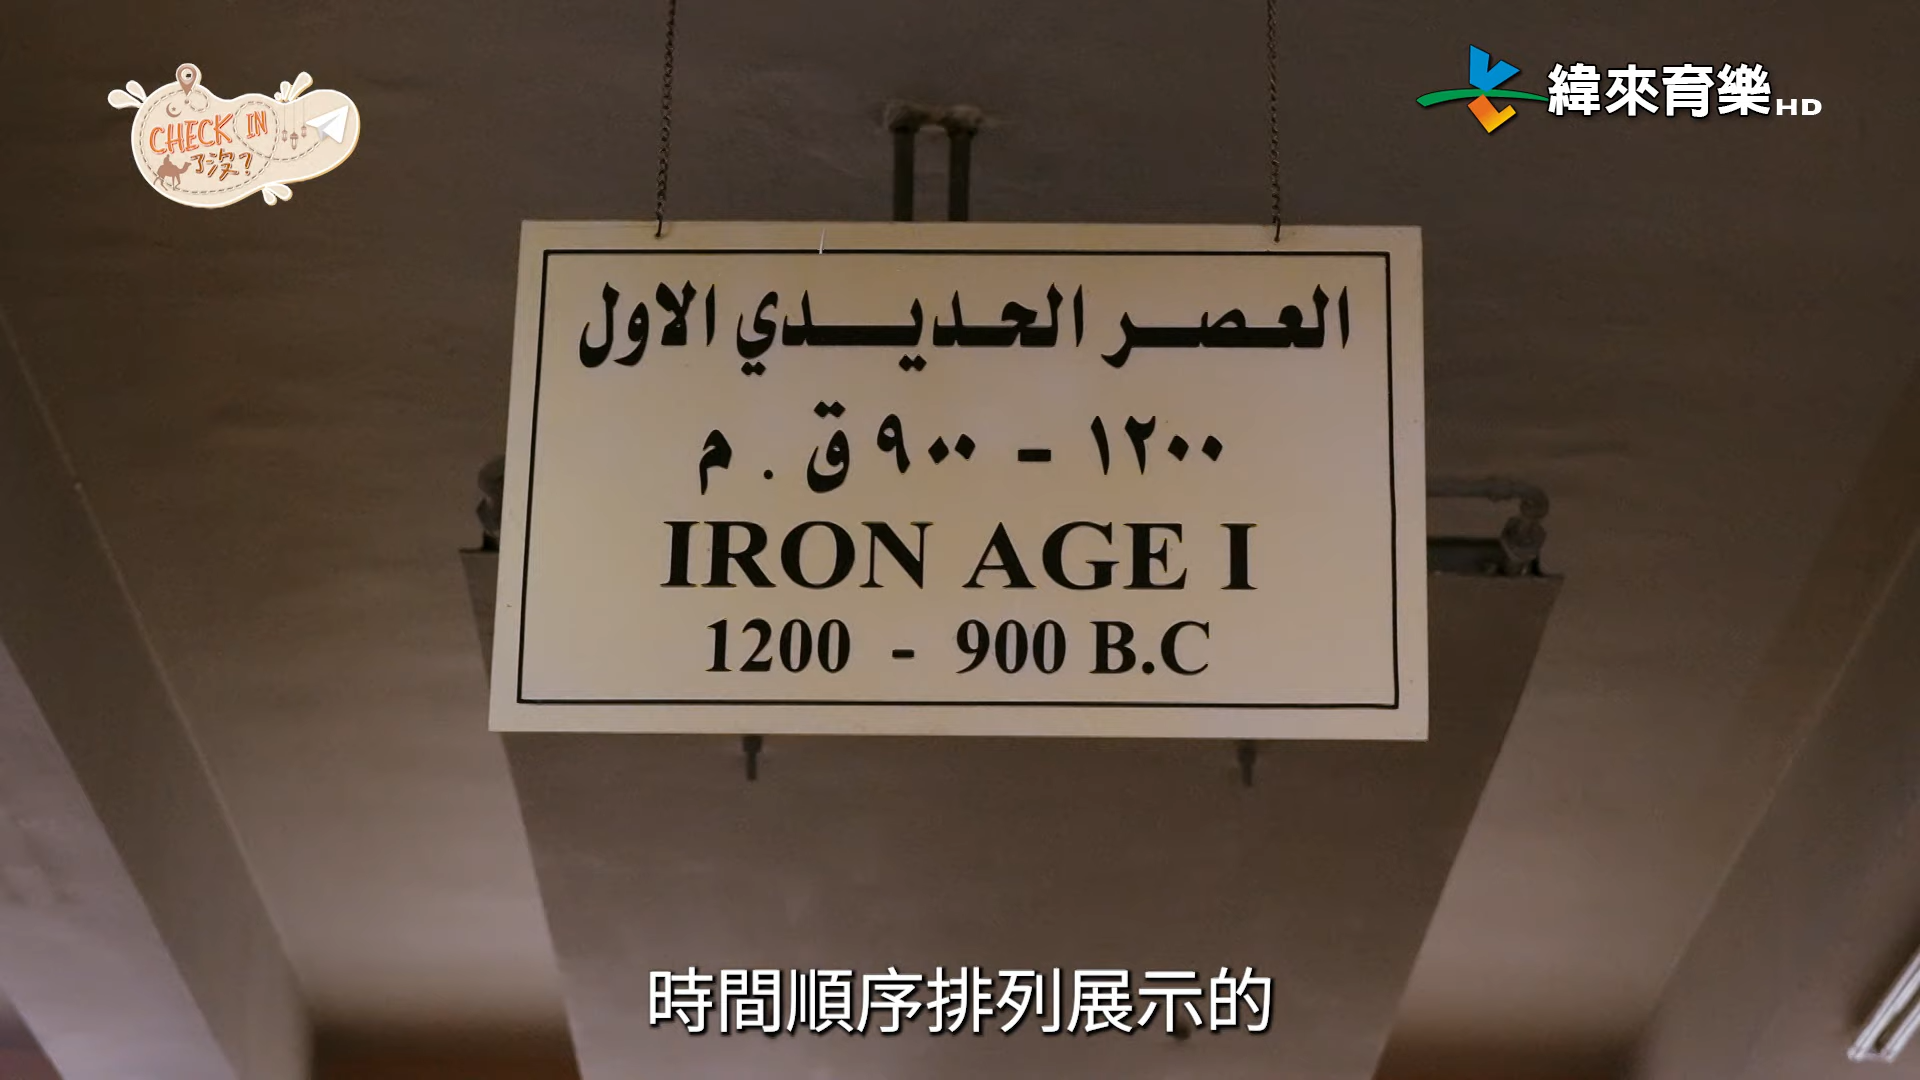 CHECK IN
了沒?
緯來育樂HD
العصر الحديدي الاول
١٢٠٠ - ٩٠٠ ق . م
IRON AGE I
1200 - 900 B.C
時間順序排列展示的